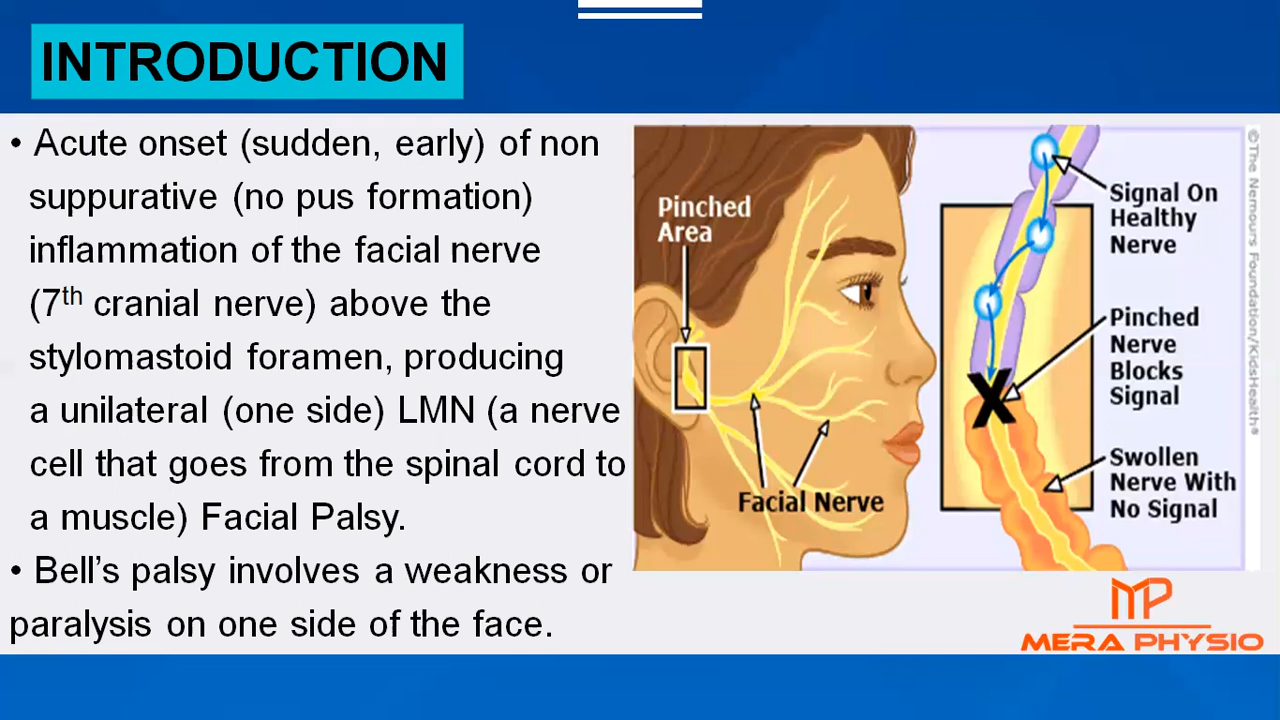 INTRODUCTION
• Acute onset (sudden, early) of non
suppurative (no pus formation)
inflammation of the facial nerve
(7th cranial nerve) above the
stylomastoid foramen, producing
a unilateral (one side) LMN (a nerve
cell that goes from the spinal cord to
a muscle) Facial Palsy.
• Bell’s palsy involves a weakness or
paralysis on one side of the face.
Pinched
Area
Facial Nerve
Signal On
Healthy
Nerve
Pinched
Nerve
Blocks
Signal
Swollen
Nerve With
No Signal
©The Nemours Foundation/KidsHealth®
MP
MERA PHYSIO